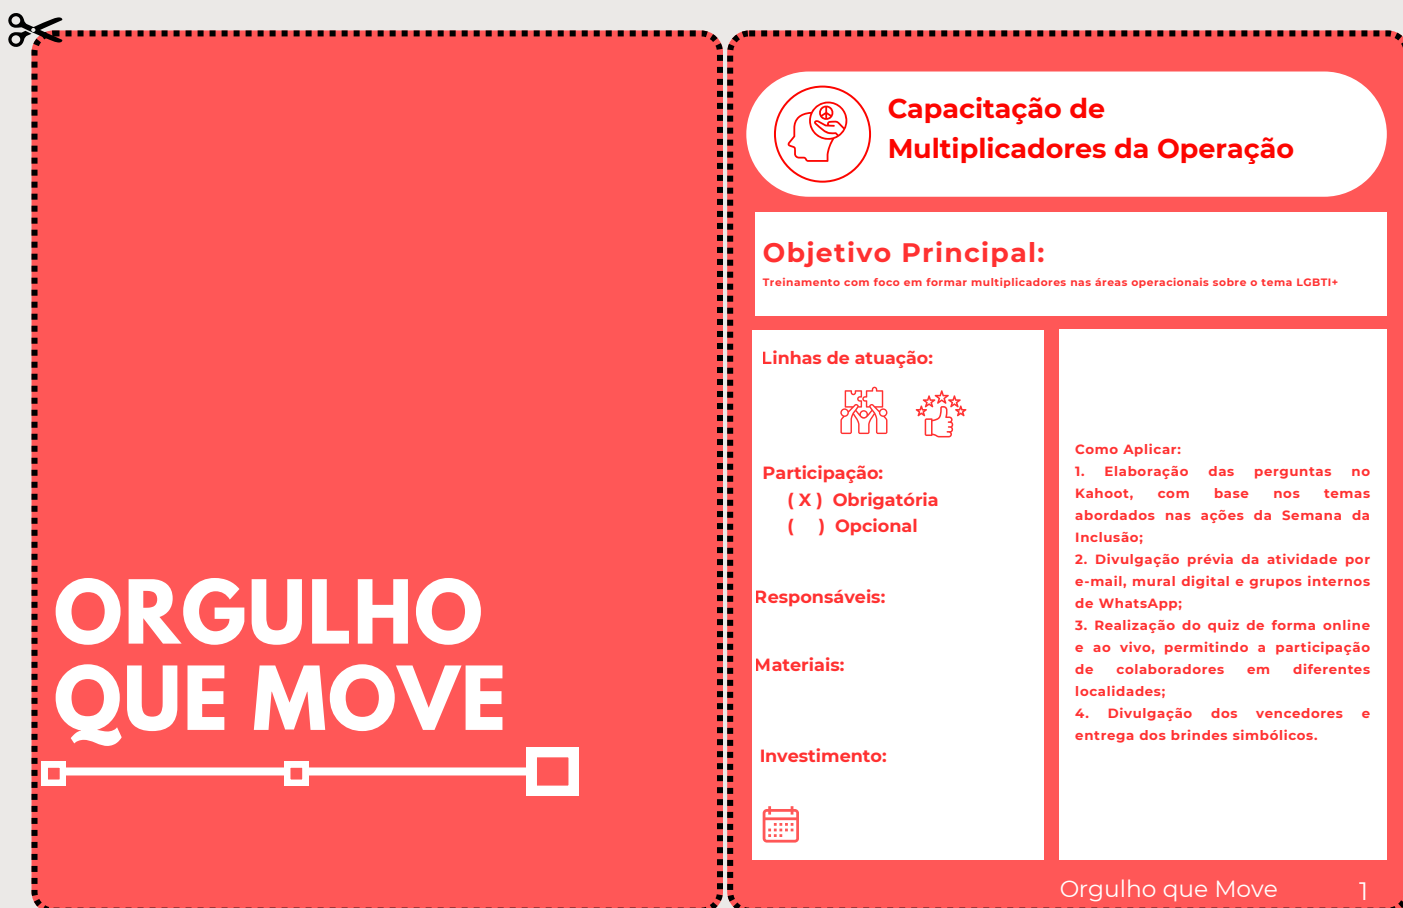 ORGULHO
QUE MOVE
Capacitação de
Multiplicadores da Operação
Objetivo Principal:
Treinamento com foco em formar multiplicadores nas áreas operacionais sobre o tema LGBTI+
Linhas de atuação:
Participação:
( X ) Obrigatória
( ) Opcional
Responsáveis:
Materiais:
Investimento:
Como Aplicar:
1. Elaboração das perguntas no
Kahoot, com base nos temas
abordados nas ações da Semana da
Inclusão;
2. Divulgação prévia da atividade por
e-mail, mural digital e grupos internos
de WhatsApp;
3. Realização do quiz de forma online
e ao vivo, permitindo a participação
de colaboradores em diferentes
localidades;
4. Divulgação dos vencedores e
entrega dos brindes simbólicos.
Orgulho que Move 1